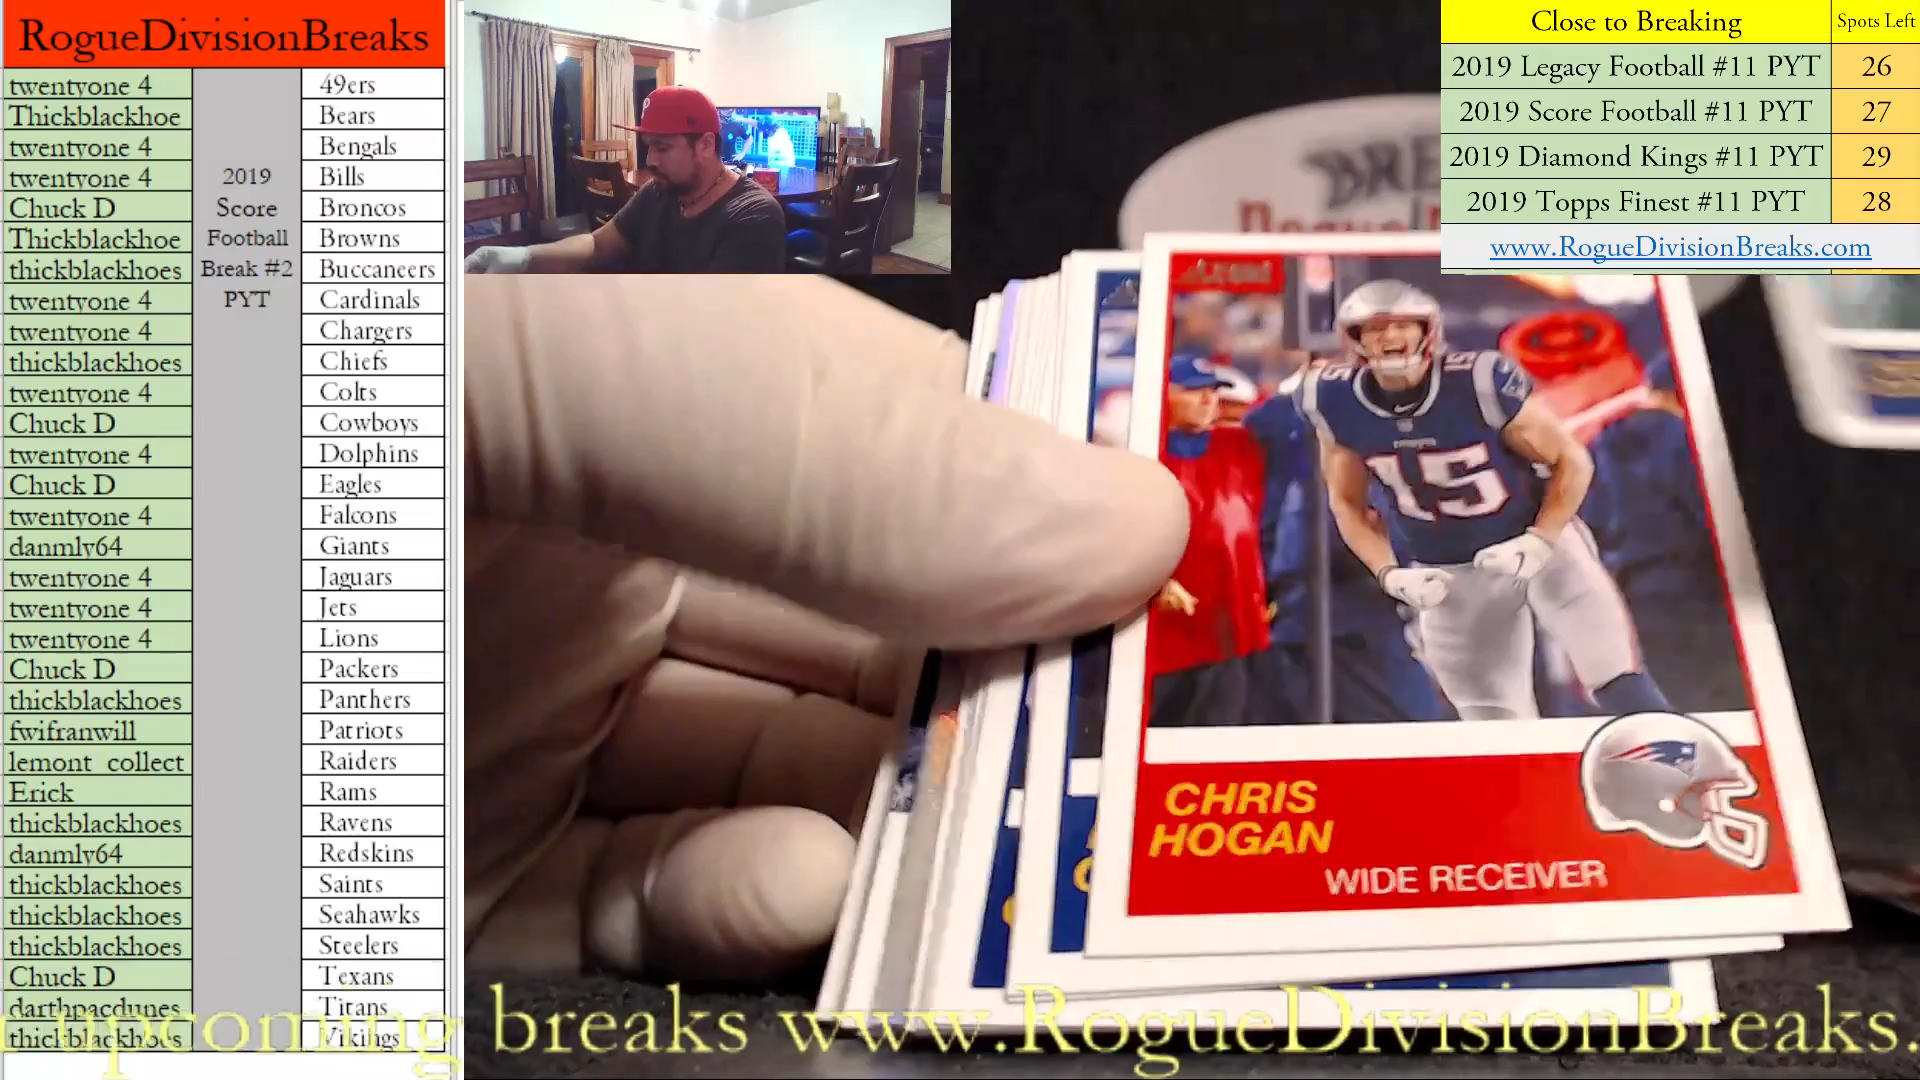 RogueDivisionBreaks
twentyone 4
49ers
Thickblackhoe
Bears
twentyone 4
Bengals
twentyone 4
2019
Bills
Chuck D
Score
Broncos
Thickblackhoe
Football
Browns
thickblackhoes
Break #2
Buccaneers
twentyone 4
PYT
Cardinals
twentyone 4
Chargers
thickblackhoes
Chiefs
twentyone 4
Colts
Chuck D
Cowboys
twentyone 4
Dolphins
Chuck D
Eagles
twentyone 4
Falcons
danmly64
Giants
twentyone 4
Jaguars
twentyone 4
Jets
twentyone 4
Lions
Chuck D
Packers
thickblackhoes
Panthers
fwifranwill
Patriots
lemont collect
Raiders
Erick
Rams
thickblackhoes
Ravens
danmly64
Redskins
thickblackhoes
Saints
thickblackhoes
Seahawks
thickblackhoes
Steelers
Chuck D
Texans
darthpacdunes
Titans
thickblackhoes
Vikings
Close to Breaking
Spots Left
2019 Legacy Football #11 PYT
26
2019 Score Football #11 PYT
27
2019 Diamond Kings #11 PYT
29
2019 Topps Finest #11 PYT
28
www.RogueDivisionBreaks.com
BRE
15
CHRIS
HOGAN
WIDE RECEIVER
upcoming breaks www.RogueDivisionBreaks.